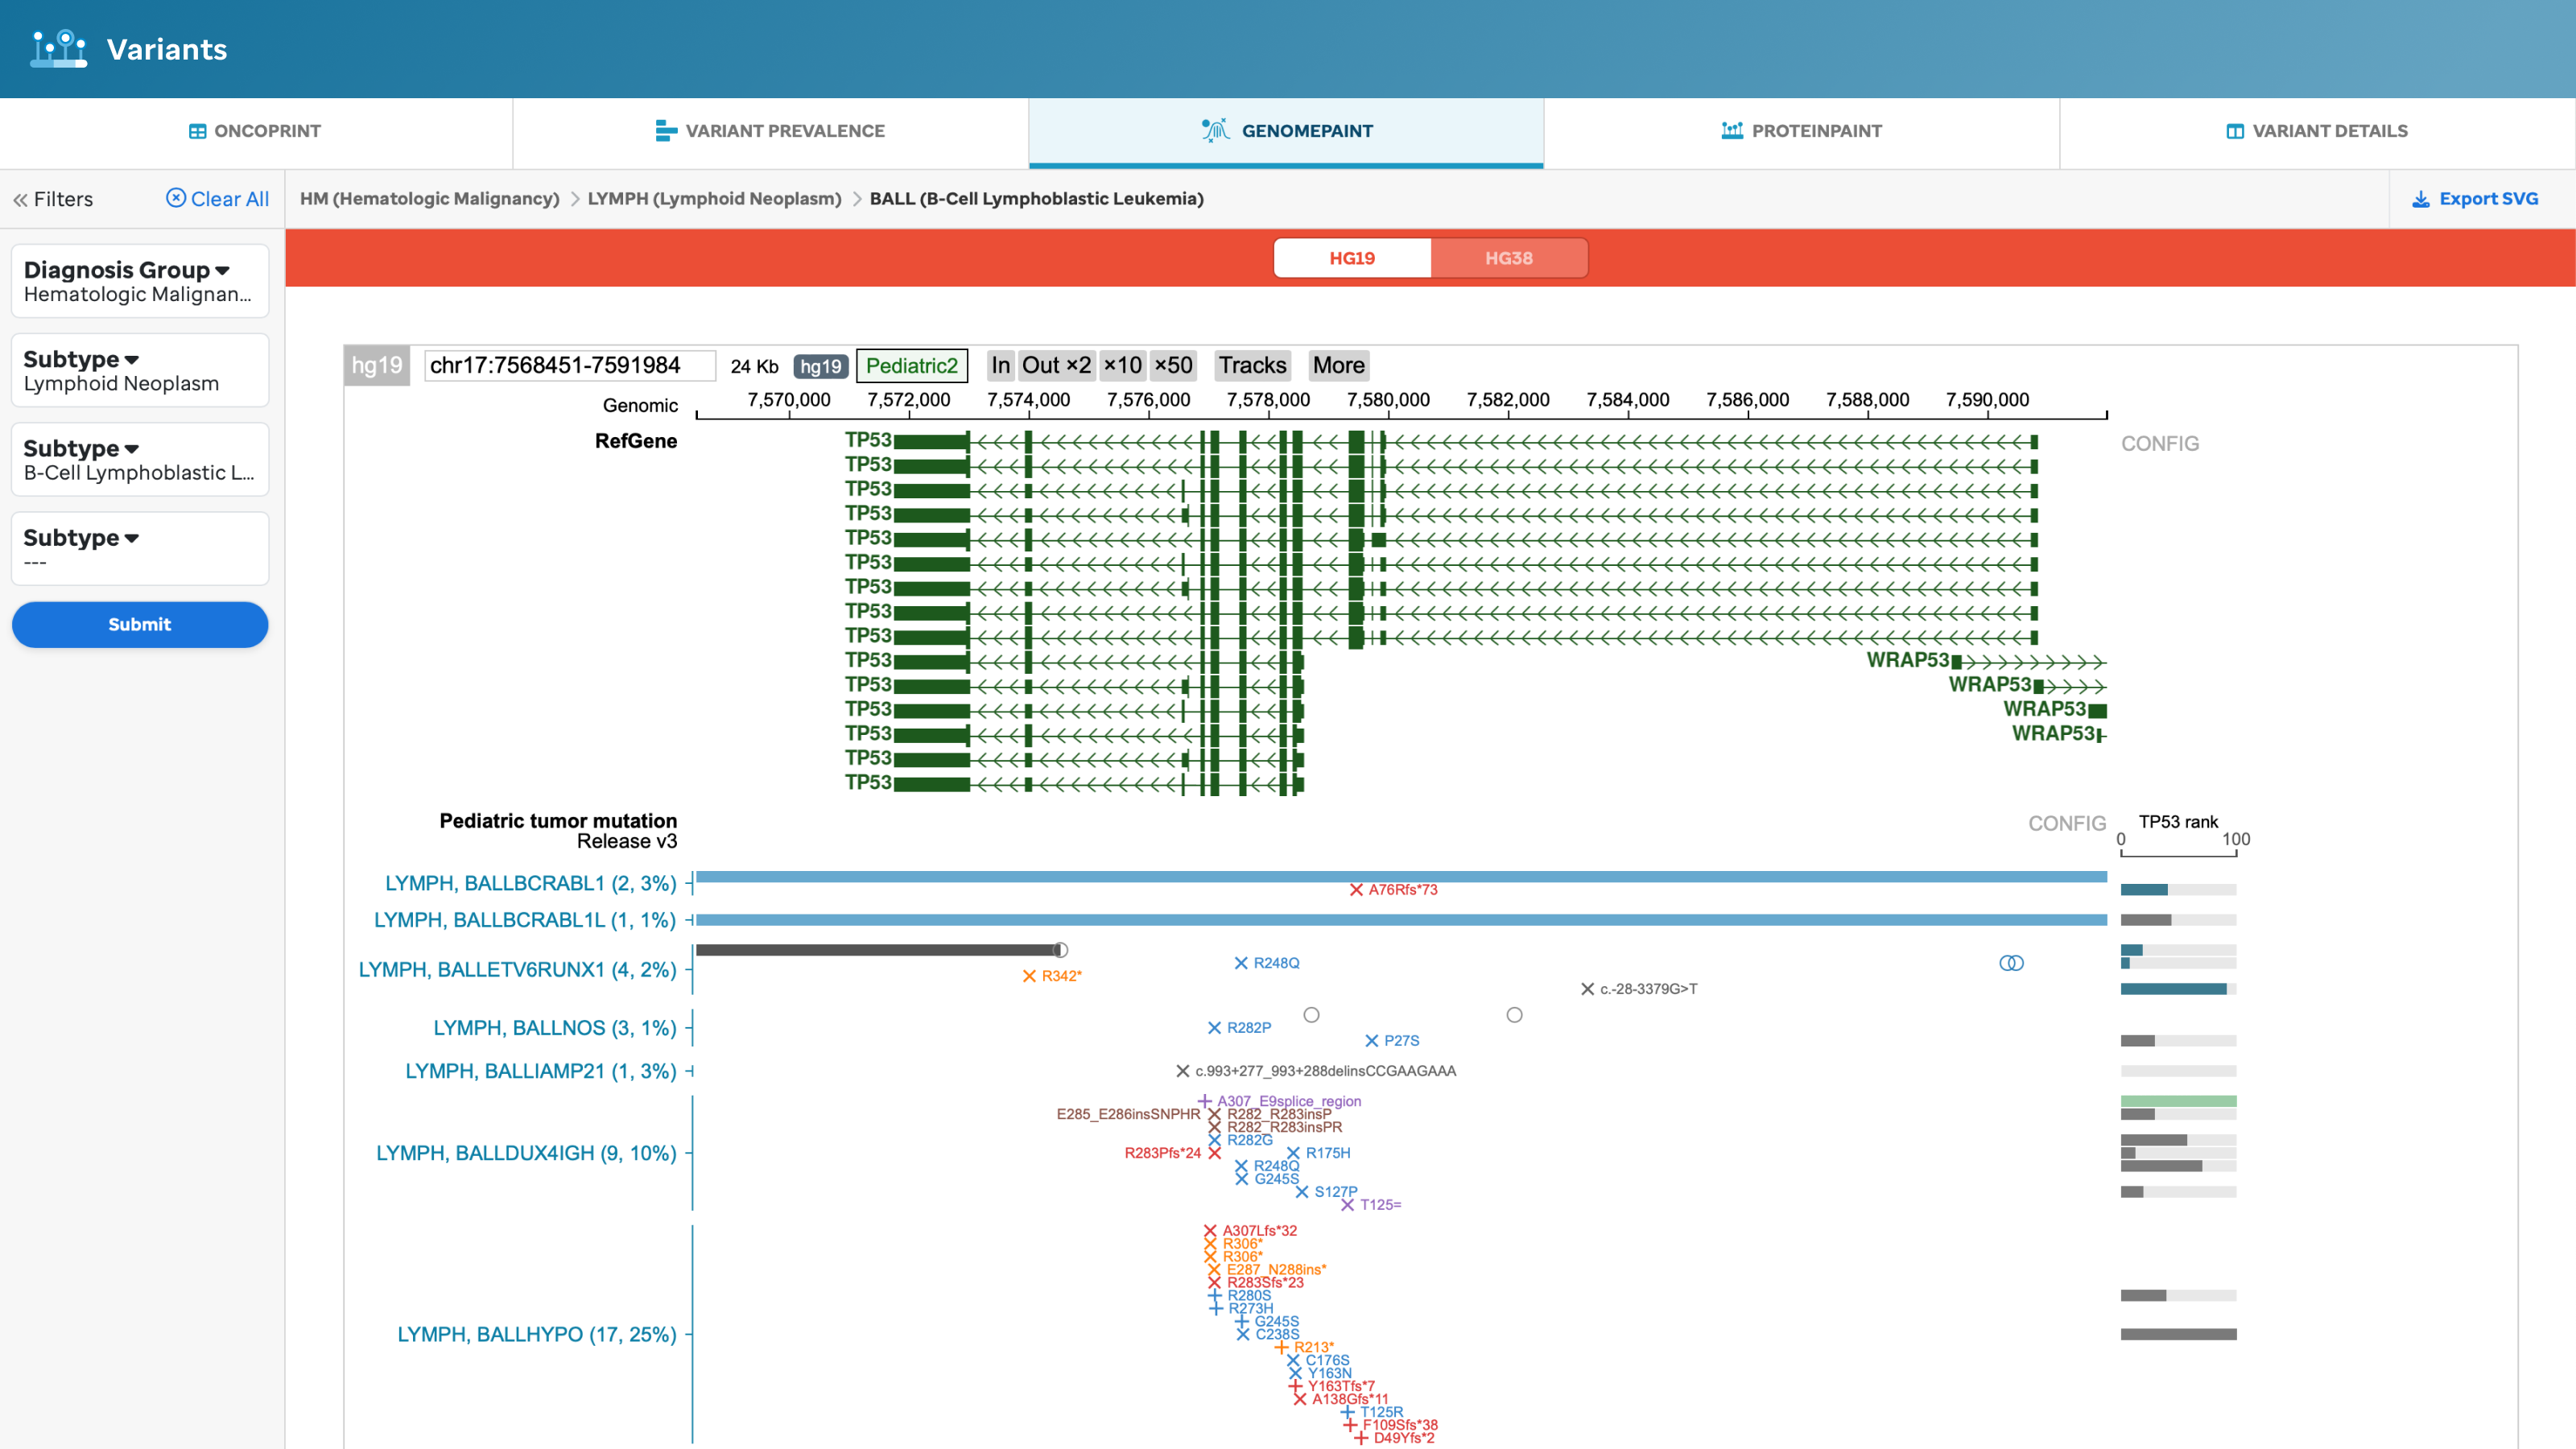 Variants
ONCOPRINT
VARIANT PREVALENCE
GENOMEPAINT
PROTEINPAINT
VARIANT DETAILS
Filters
Clear All
HM (Hematologic Malignancy) LYMPH (Lymphoid Neoplasm) BALL (B-Cell Lymphoblastic Leukemia)
Export SVG
HG19 HG38
Diagnosis Group
Hematologic Malignan...
Subtype
Lymphoid Neoplasm
Subtype
B-Cell Lymphoblastic L...
Subtype
---
Submit
hg19 chr17:7568451-7591984 24 Kb hg19 Pediatric2 In Out ×2 ×10 ×50 Tracks More
Genomic 7,570,000 7,572,000 7,574,000 7,576,000 7,578,000 7,580,000 7,582,000 7,584,000 7,586,000 7,588,000 7,590,000
RefGene TP53 CONFIG
TP53
TP53
TP53
TP53
TP53
TP53
TP53
TP53
TP53 WRAP53
TP53 WRAP53
TP53 WRAP53
TP53 WRAP53
TP53
TP53
Pediatric tumor mutation CONFIG TP53 rank
Release v3 0 100
LYMPH, BALLBCRABL1 (2, 3%)
A76Rfs*73
LYMPH, BALLBCRABL1L (1, 1%)
LYMPH, BALLETV6RUNX1 (4, 2%)
R248Q
R342*
c.-28-3379G>T
LYMPH, BALLNOS (3, 1%)
R282P
P27S
LYMPH, BALLIAMP21 (1, 3%)
c.993+277_993+288delinsCCGAAGAAA
LYMPH, BALLDUX4IGH (9, 10%)
A307_E9splice_region
E285_E286insSNPHR R282_R283insP
R282_R283insPR
R282G
R283Pfs*24 R175H
R248Q
G245S
S127P
T125=
LYMPH, BALLHYPO (17, 25%)
A307Lfs*32
R306*
R306*
E287_N288ins*
R283Sfs*23
R280S
R273H
G245S
C238S
R213*
C176S
Y163N
Y163Tfs*7
A138Gfs*11
T125R
F109Sfs*38
D49Yfs*2